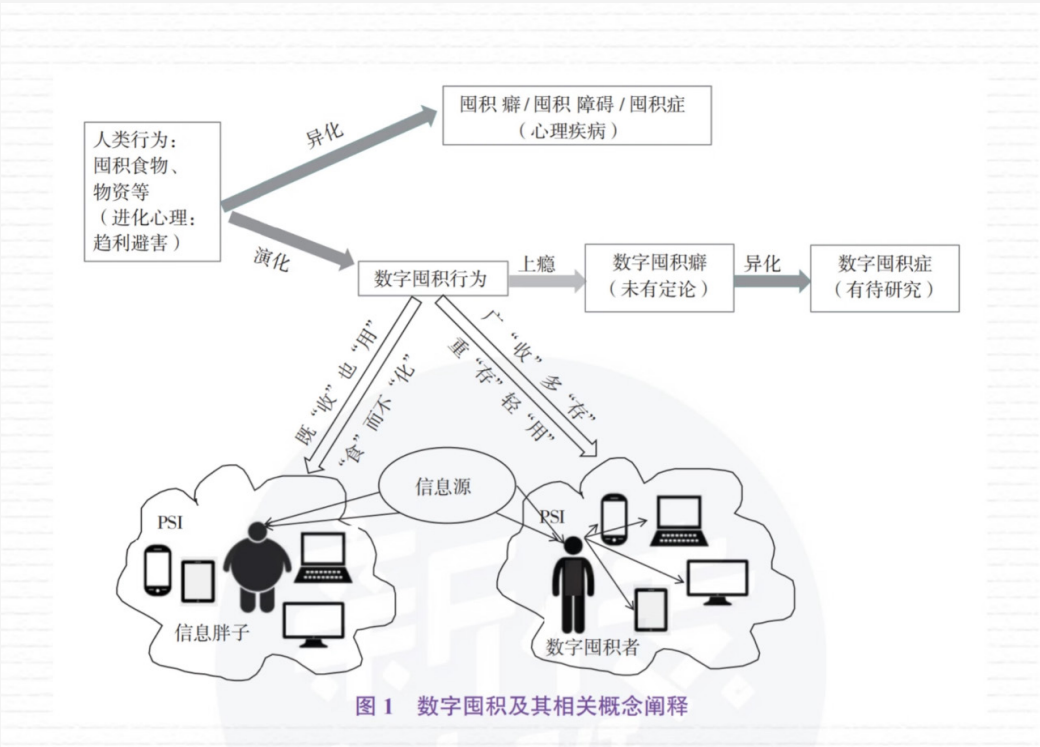 囤积 癖 / 囤积 障碍 / 囤积症
（心理疾病）
人类行为：
囤积食物、
物资等
（进化心理：
趋利避害）
异化
演化
数字囤积行为
上瘾
数字囤积癖
（未有定论）
异化
数字囤积症
（有待研究）
既“收”也“用”
“食”而不“化”
广“收”多“存”
重“存”轻“用”
信息源
PSI
信息胖子
PSI
数字囤积者
图 1 数字囤积及其相关概念阐释